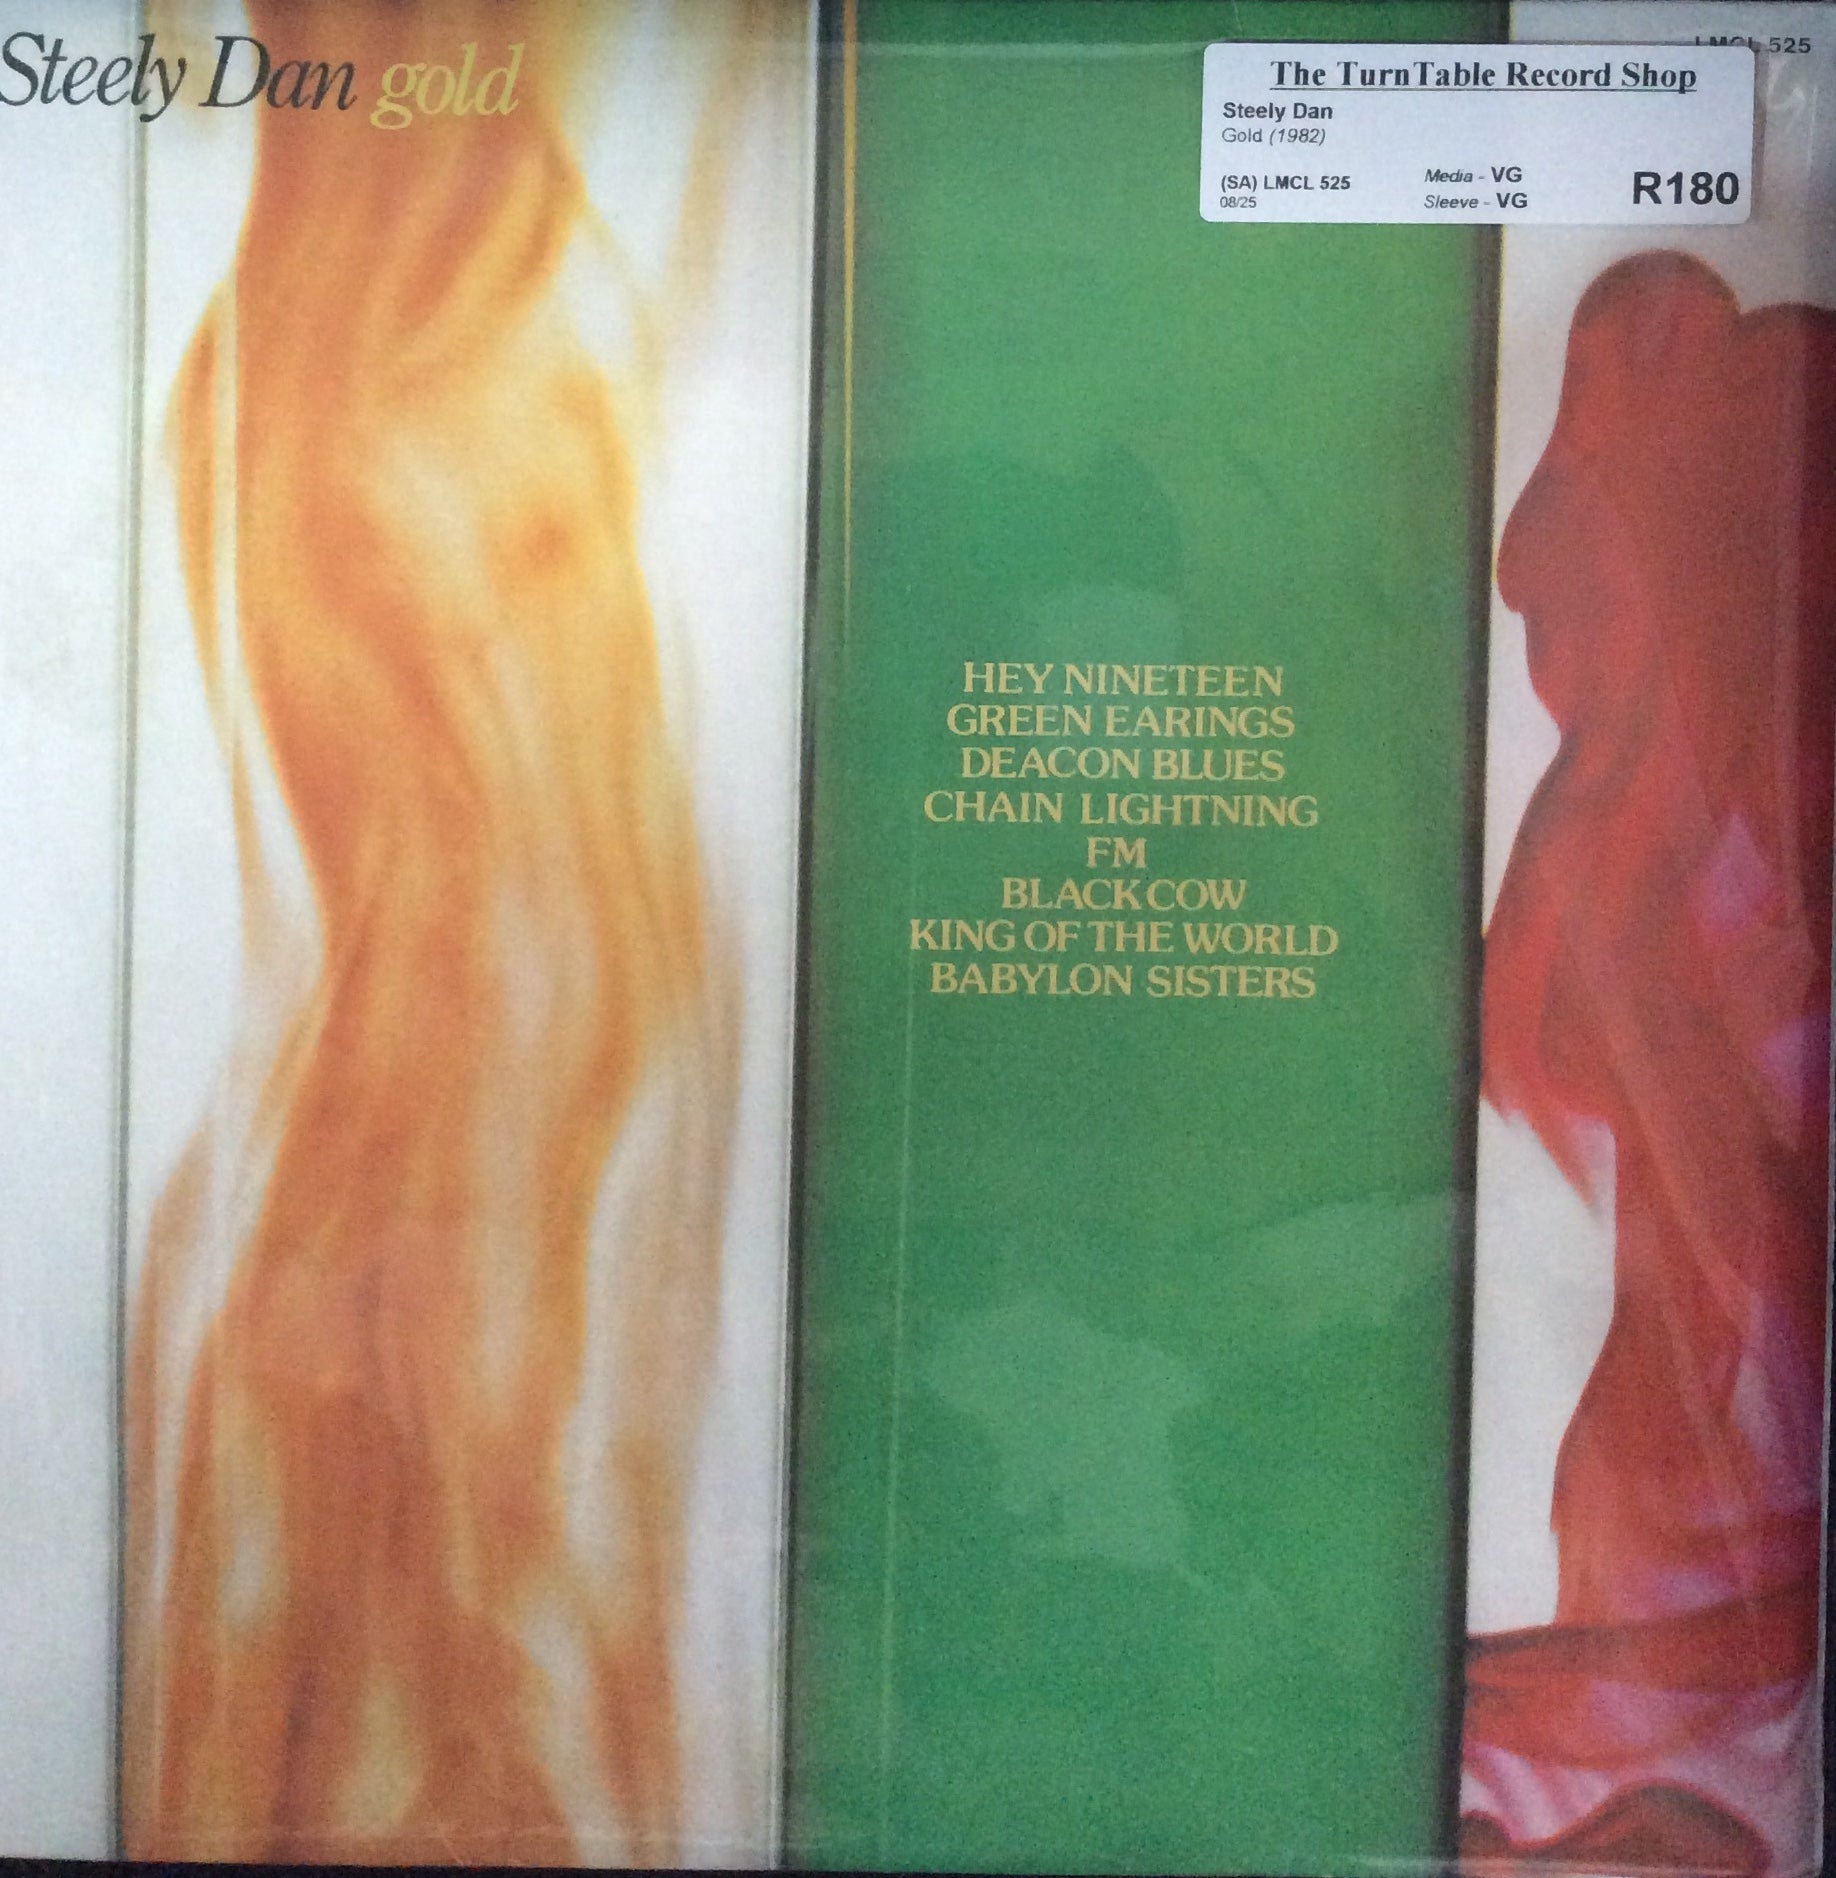 Steely Dan gold
LMCL 525
The TurnTable Record Shop
Steely Dan
Gold (1982)
(SA) LMCL 525
08/25
Media - VG
Sleeve - VG
R180
HEY NINETEEN
GREEN EARINGS
DEACON BLUES
CHAIN LIGHTNING
FM
BLACK COW
KING OF THE WORLD
BABYLON SISTERS